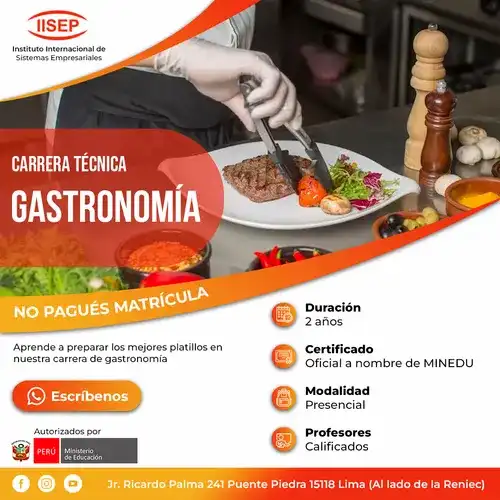 IISEP
Instituto Internacional de
Sistemas Empresariales
CARRERA TÉCNICA
GASTRONOMÍA
NO PAGUÉS MATRÍCULA
Aprende a preparar los mejores platillos en
nuestra carrera de gastronomía
Escríbenos
Autorizados por
PERÚ
Ministerio
de Educación
Duración
2 años
Certificado
Oficial a nombre de MINEDU
Modalidad
Presencial
Profesores
Calificados
Jr. Ricardo Palma 241 Puente Piedra 15118 Lima (Al lado de la Reniec)